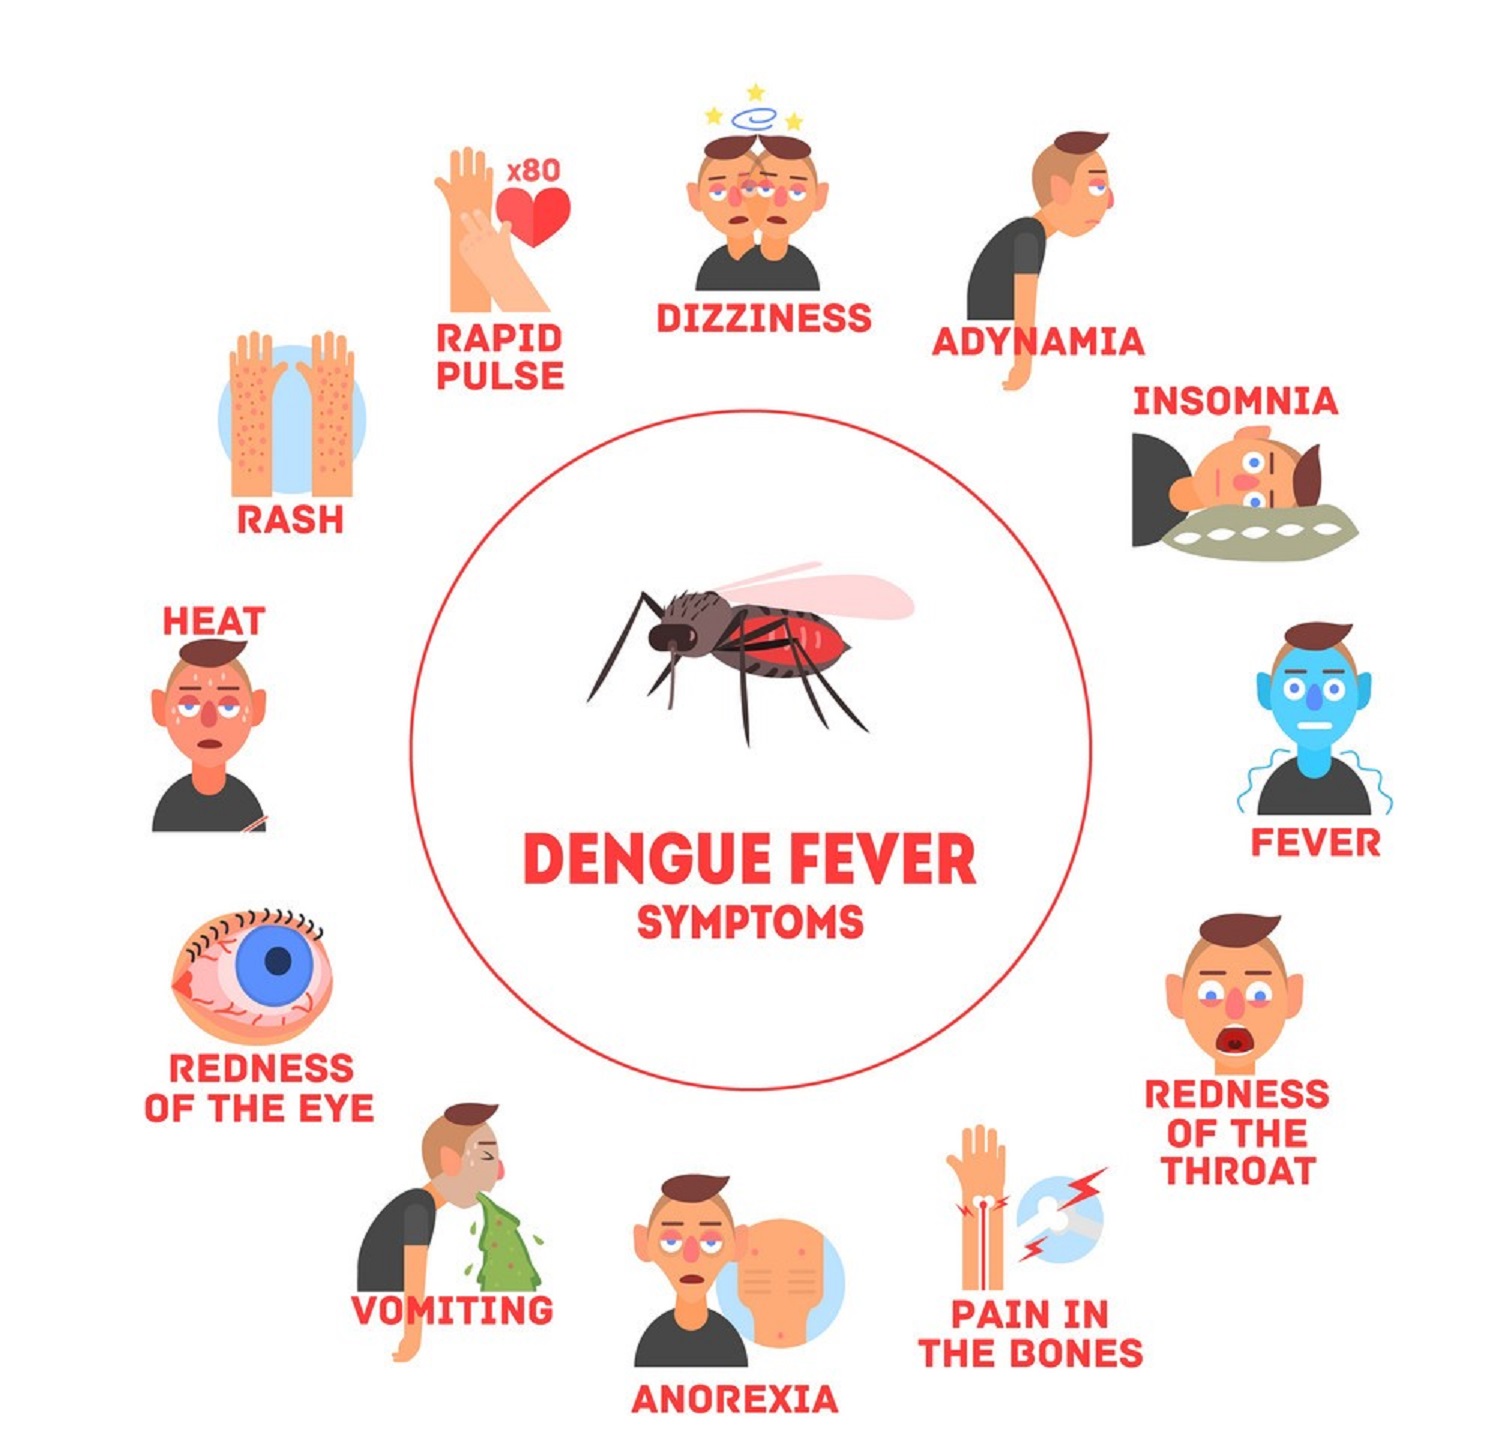 DENGUE FEVER
SYMPTOMS
DIZZINESS
ADYNAMIA
INSOMNIA
FEVER
REDNESS
OF THE
THROAT
PAIN IN
THE BONES
ANOREXIA
VOMITING
REDNESS
OF THE EYE
HEAT
RASH
x80
RAPID
PULSE